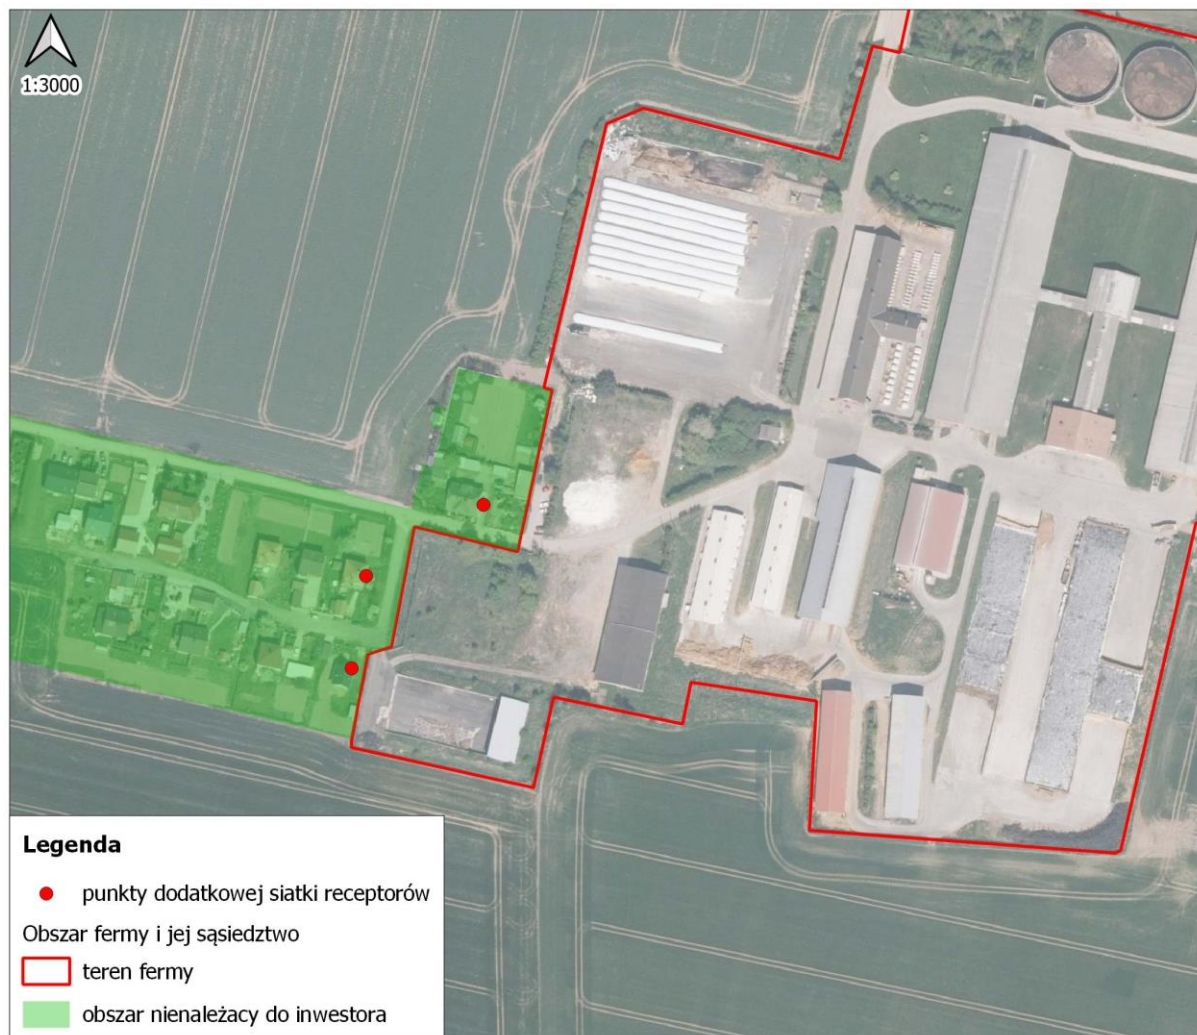 1:3000
Legenda
punkty dodatkowej siatki receptorów
Obszar fermy i jej sąsiedztwo
teren fermy
obszar nienależacy do inwestora